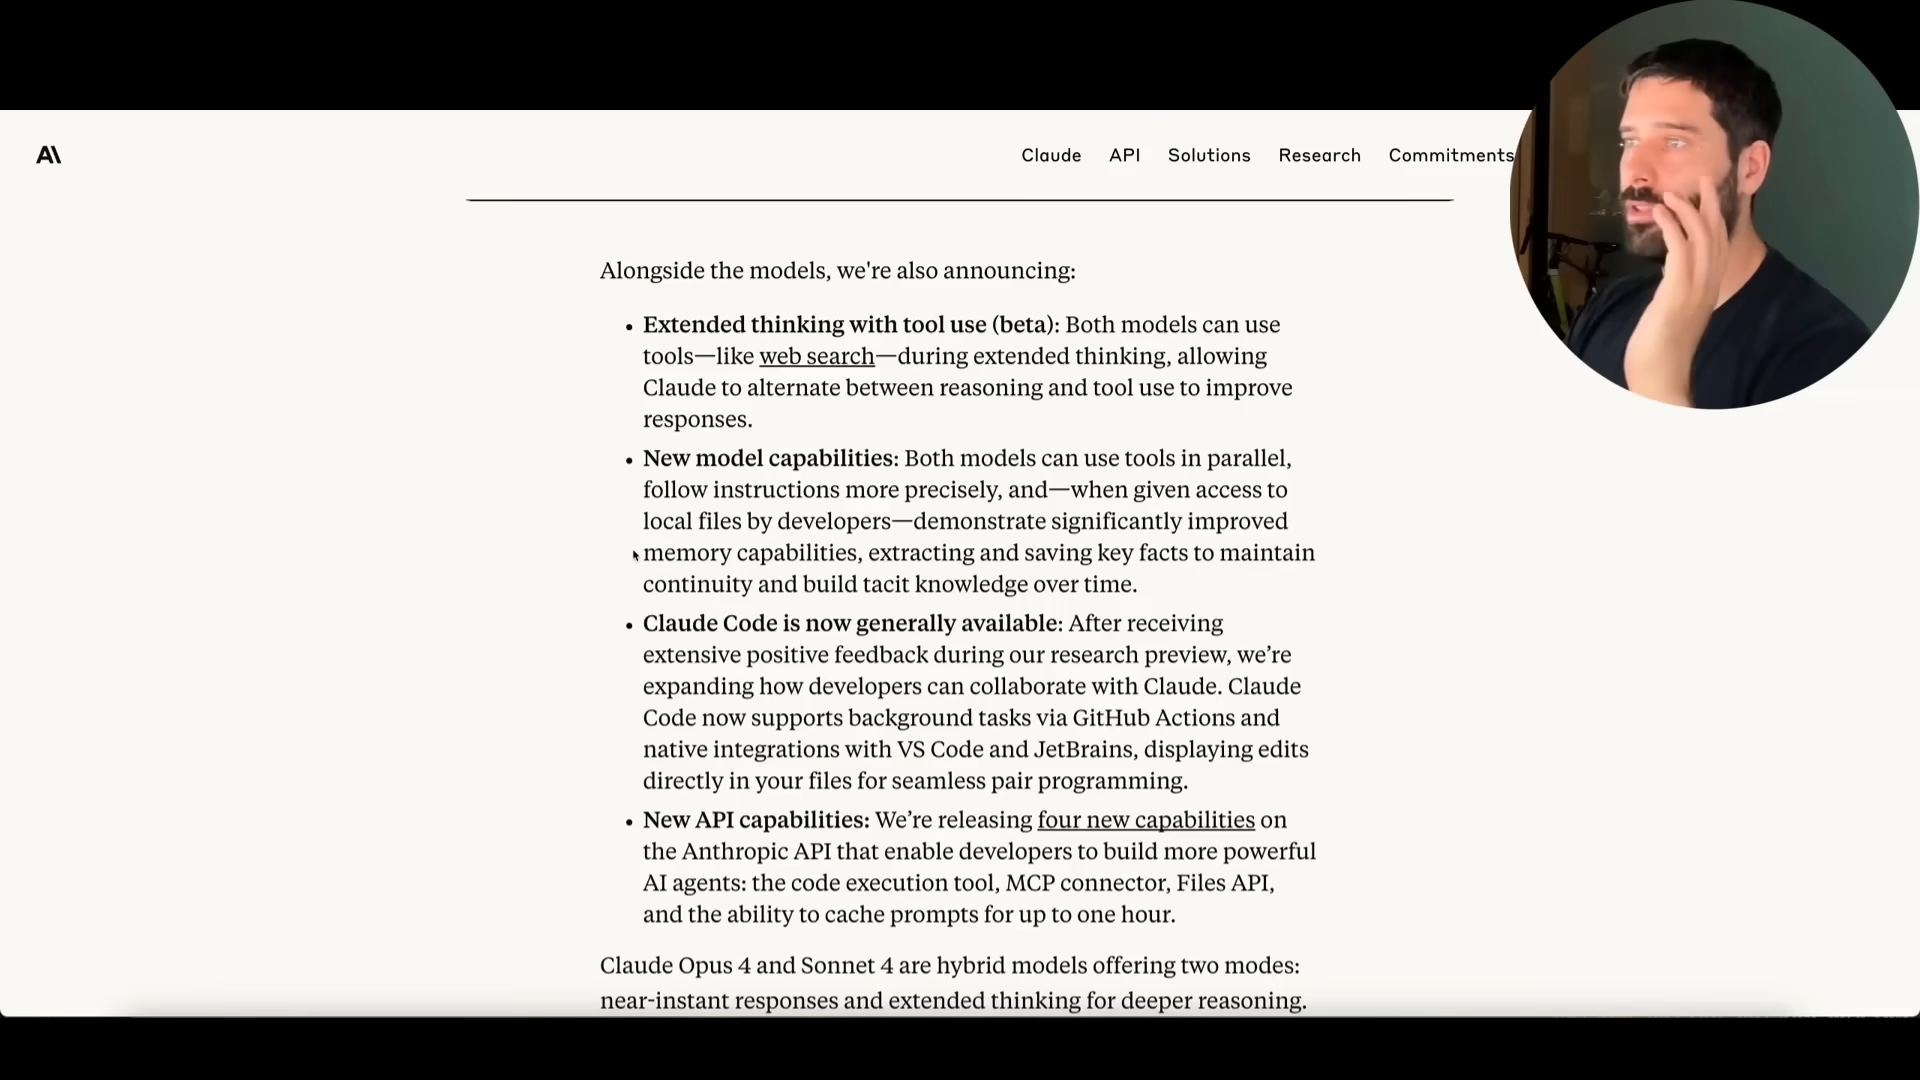 A\
Claude API Solutions Research Commitments
Alongside the models, we're also announcing:
• Extended thinking with tool use (beta): Both models can use
tools—like web search—during extended thinking, allowing
Claude to alternate between reasoning and tool use to improve
responses.
• New model capabilities: Both models can use tools in parallel,
follow instructions more precisely, and—when given access to
local files by developers—demonstrate significantly improved
memory capabilities, extracting and saving key facts to maintain
continuity and build tacit knowledge over time.
• Claude Code is now generally available: After receiving
extensive positive feedback during our research preview, we’re
expanding how developers can collaborate with Claude. Claude
Code now supports background tasks via GitHub Actions and
native integrations with VS Code and JetBrains, displaying edits
directly in your files for seamless pair programming.
• New API capabilities: We’re releasing four new capabilities on
the Anthropic API that enable developers to build more powerful
AI agents: the code execution tool, MCP connector, Files API,
and the ability to cache prompts for up to one hour.
Claude Opus 4 and Sonnet 4 are hybrid models offering two modes:
near-instant responses and extended thinking for deeper reasoning.